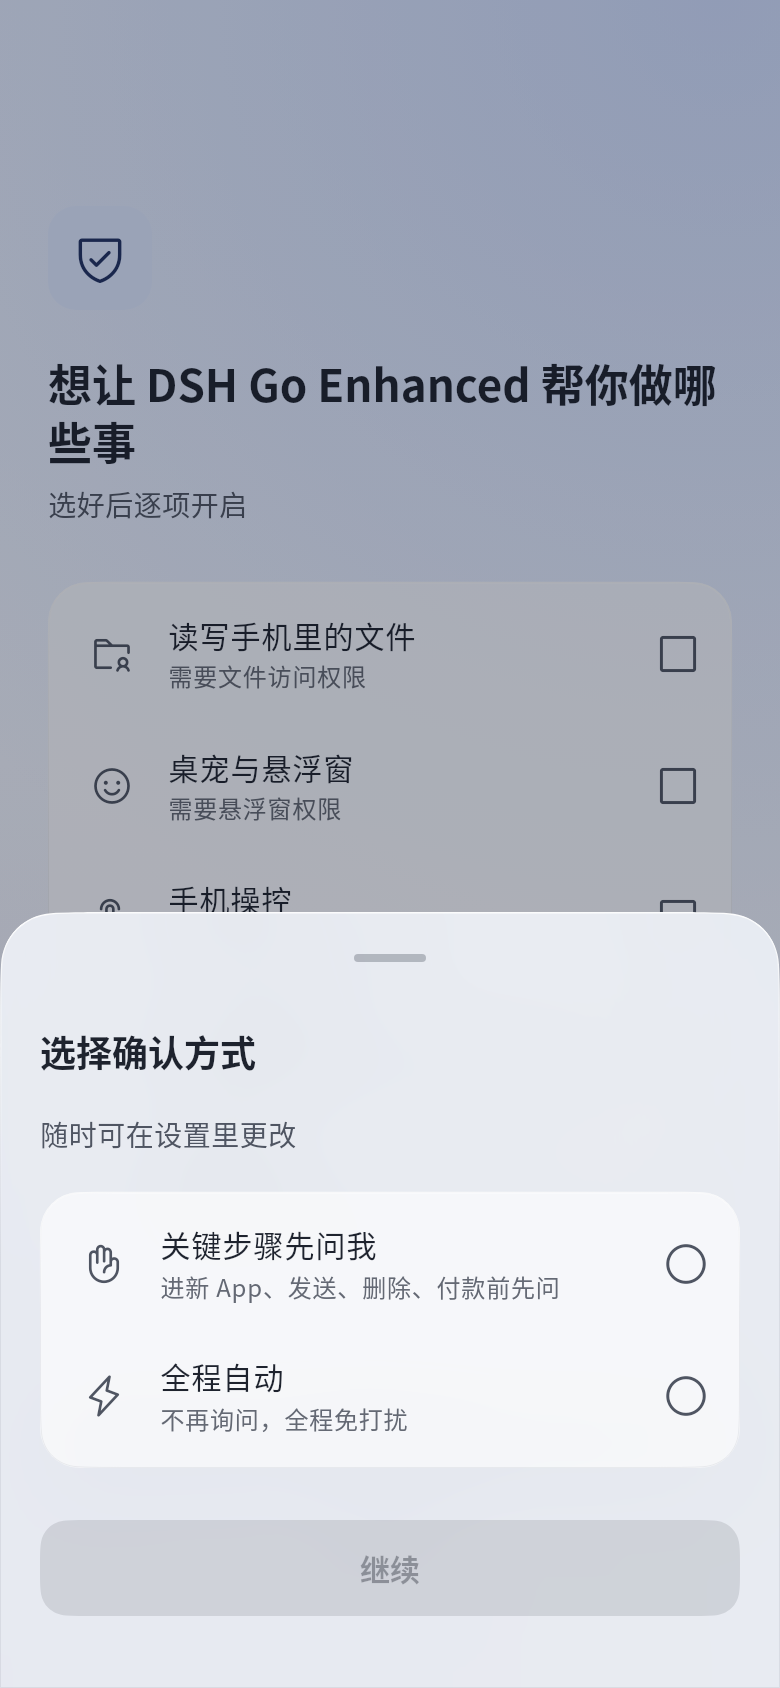 想让 DSH Go Enhanced 帮你做哪
些事
选好后逐项开启
读写手机里的文件
需要文件访问权限
桌宠与悬浮窗
需要悬浮窗权限
手机操控
选择确认方式
随时可在设置里更改
关键步骤先问我
进新 App、发送、删除、付款前先问
全程自动
不再询问，全程免打扰
继续